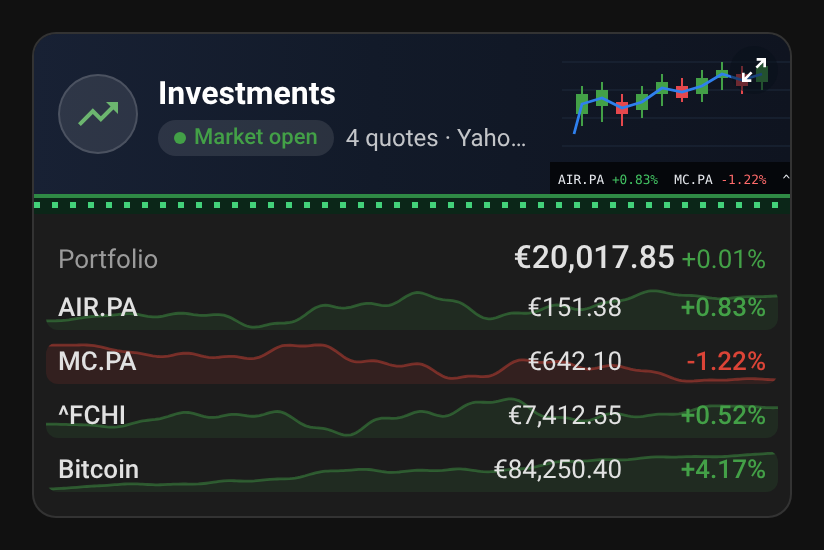 Investments
Market open 4 quotes · Yaho...
AIR.PA +0.83% MC.PA -1.22% ^
Portfolio €20,017.85 +0.01%
AIR.PA €151.38 +0.83%
MC.PA €642.10 -1.22%
^FCHI €7,412.55 +0.52%
Bitcoin €84,250.40 +4.17%